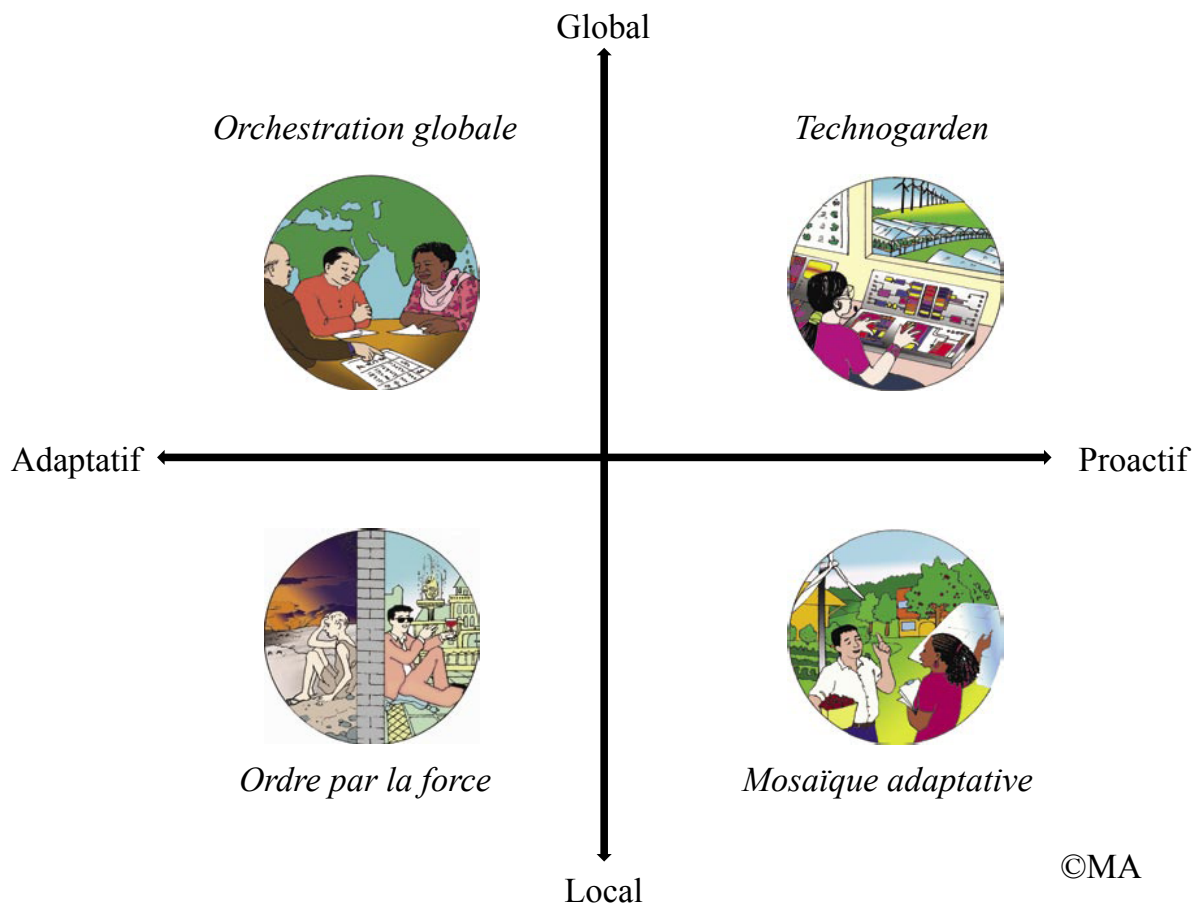 Global
Orchestration globale
Technogarden
Adaptatif
Proactif
Ordre par la force
Mosaïque adaptative
©MA
Local